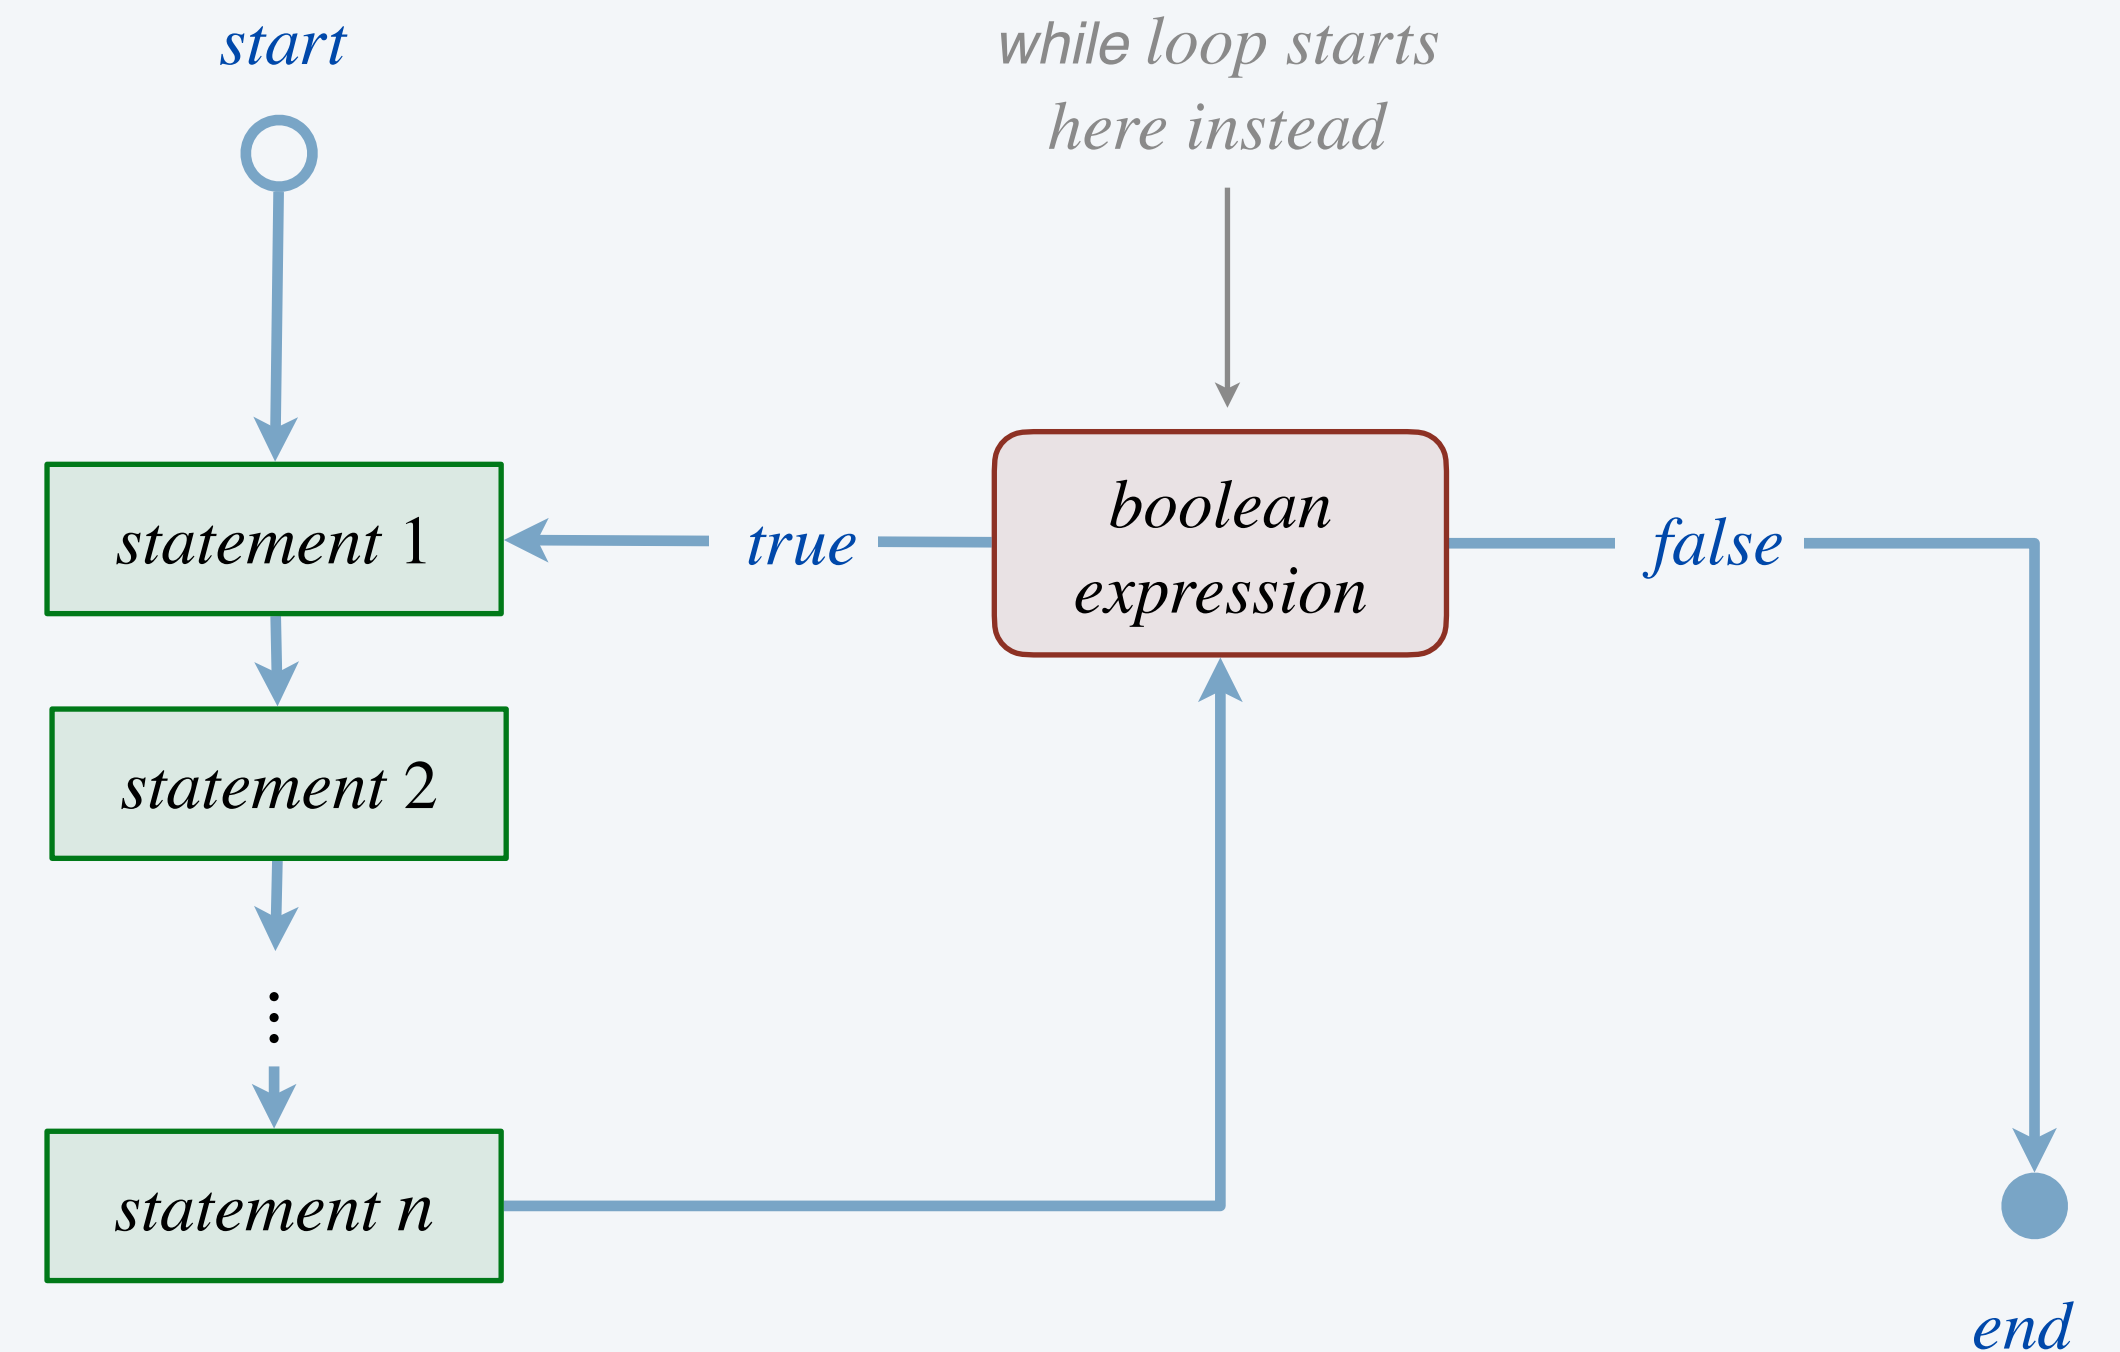 start
while loop starts
here instead
statement 1
true
boolean
expression
false
statement 2
⋮
statement n
end